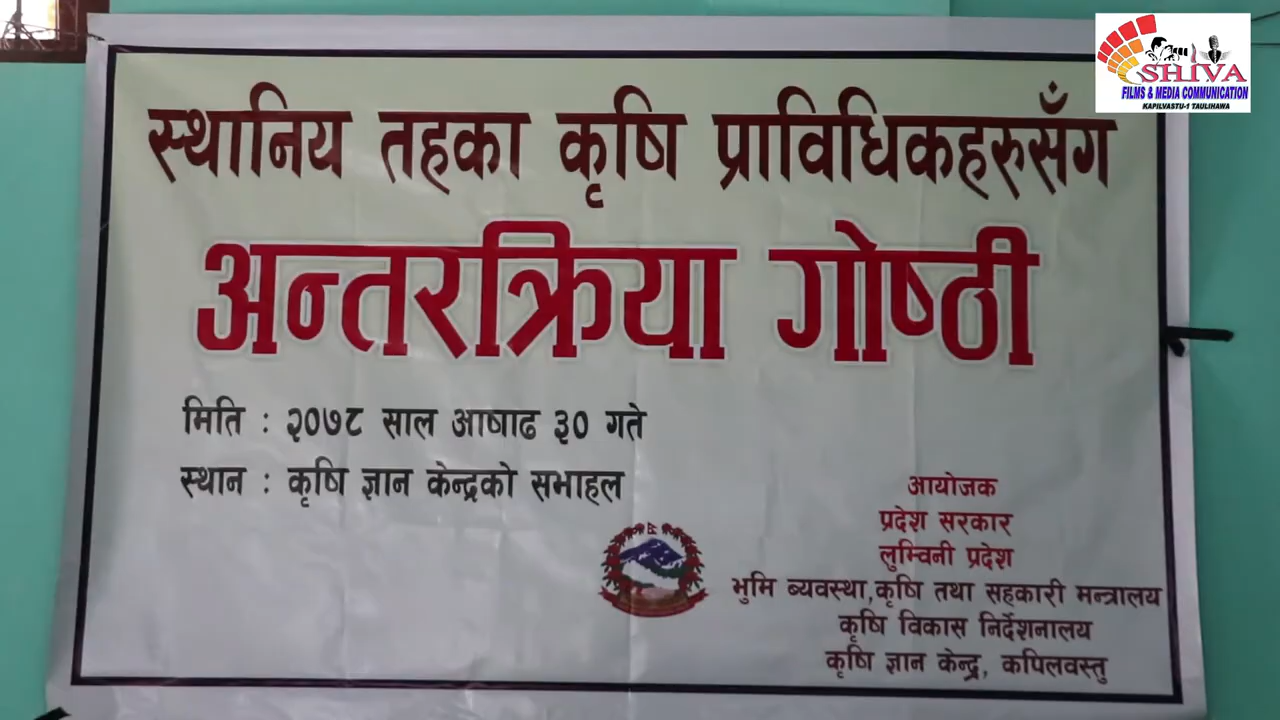 SHIVA
FILMS & MEDIA COMMUNICATION
KAPILVASTU-1 TAULIHAWA
स्थानिय तहका कृषि प्राविधिकहरुसँग
अन्तरक्रिया गोष्ठी
मिति : २०७८ साल आषाढ ३० गते
स्थान : कृषि ज्ञान केन्द्रको सभाहल
आयोजक
प्रदेश सरकार
लुम्विनी प्रदेश
भुमि ब्यवस्था,कृषि तथा सहकारी मन्त्रालय
कृषि विकास निर्देशनालय
कृषि ज्ञान केन्द्र, कपिलवस्तु